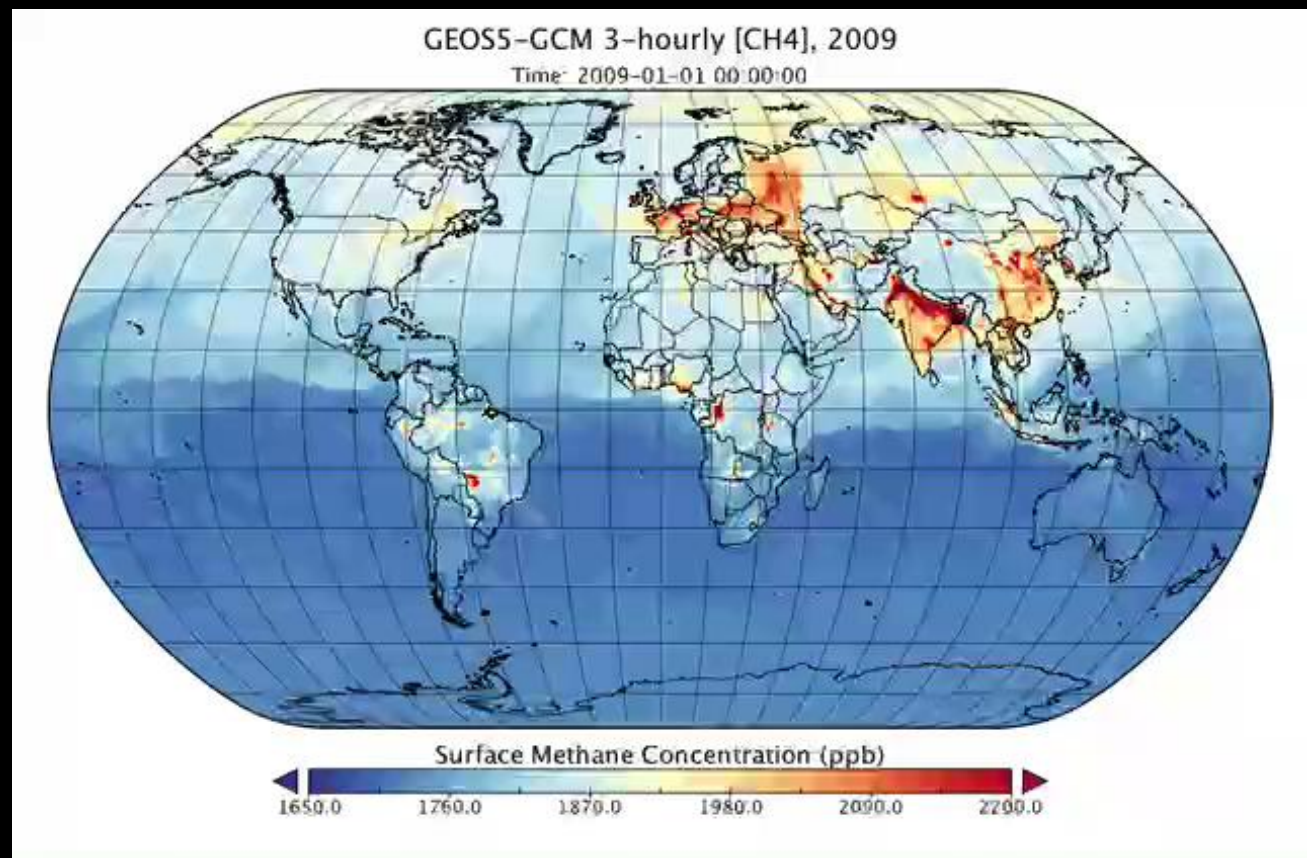 GEOS5-GCM 3-hourly [CH4], 2009
Time: 2009-01-01 00:00:00
Surface Methane Concentration (ppb)
1650.0 1760.0 1870.0 1980.0 2090.0 2200.0